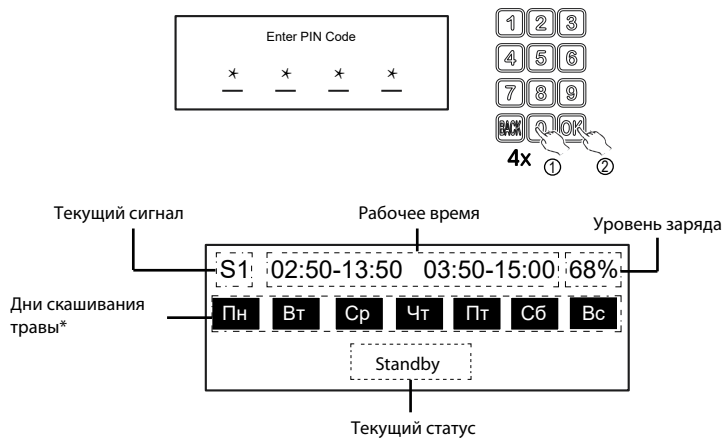 Enter PIN Code
* * * *
1 2 3
4 5 6
7 8 9
BACK 0 OK
4x ① ②
Текущий сигнал
Рабочее время
Уровень заряда
S1 02:50-13:50 03:50-15:00 68%
Дни скашивания
травы*
Пн Вт Ср Чт Пт Сб Вс
Standby
Текущий статус